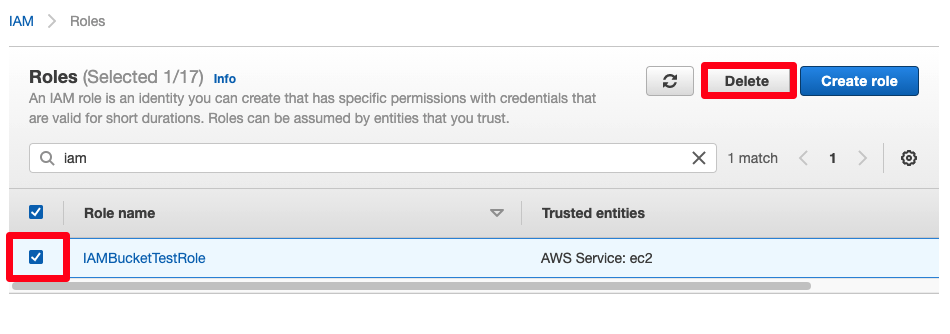 IAM Roles
Roles (Selected 1/17) Info
Delete
Create role
An IAM role is an identity you can create that has specific permissions with credentials that
are valid for short durations. Roles can be assumed by entities that you trust.
iam
1 match
1
Role name Trusted entities
IAMBucketTestRole AWS Service: ec2